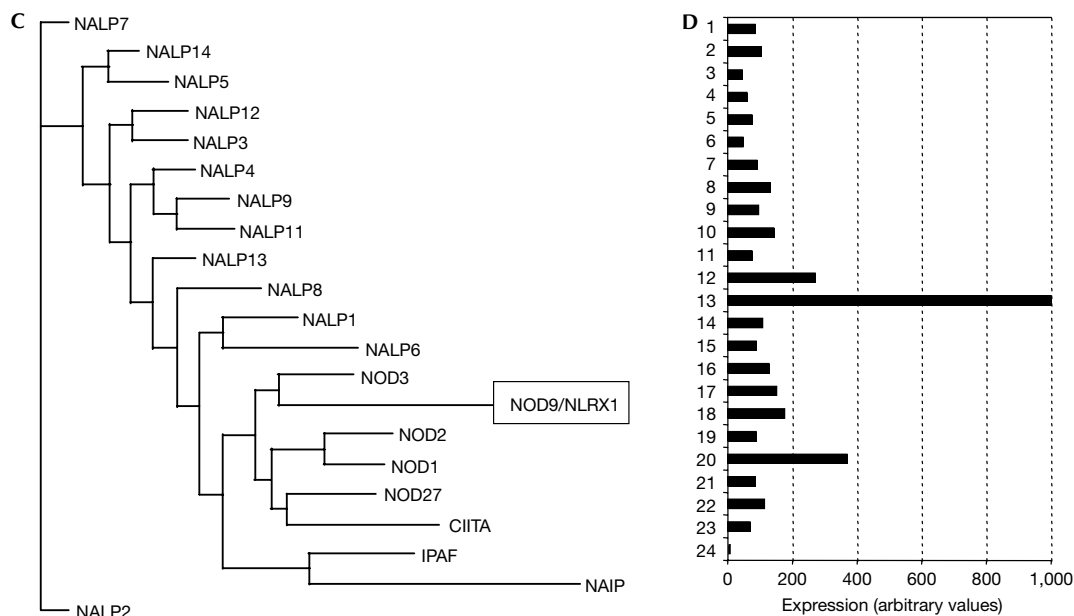 C
NALP7
NALP14
NALP5
NALP12
NALP3
NALP4
NALP9
NALP11
NALP13
NALP8
NALP1
NALP6
NOD3
NOD9/NLRX1
NOD2
NOD1
NOD27
CIITA
IPAF
NAIP
NALP2
D
1
2
3
4
5
6
7
8
9
10
11
12
13
14
15
16
17
18
19
20
21
22
23
24
0 200 400 600 800 1,000
Expression (arbitrary values)